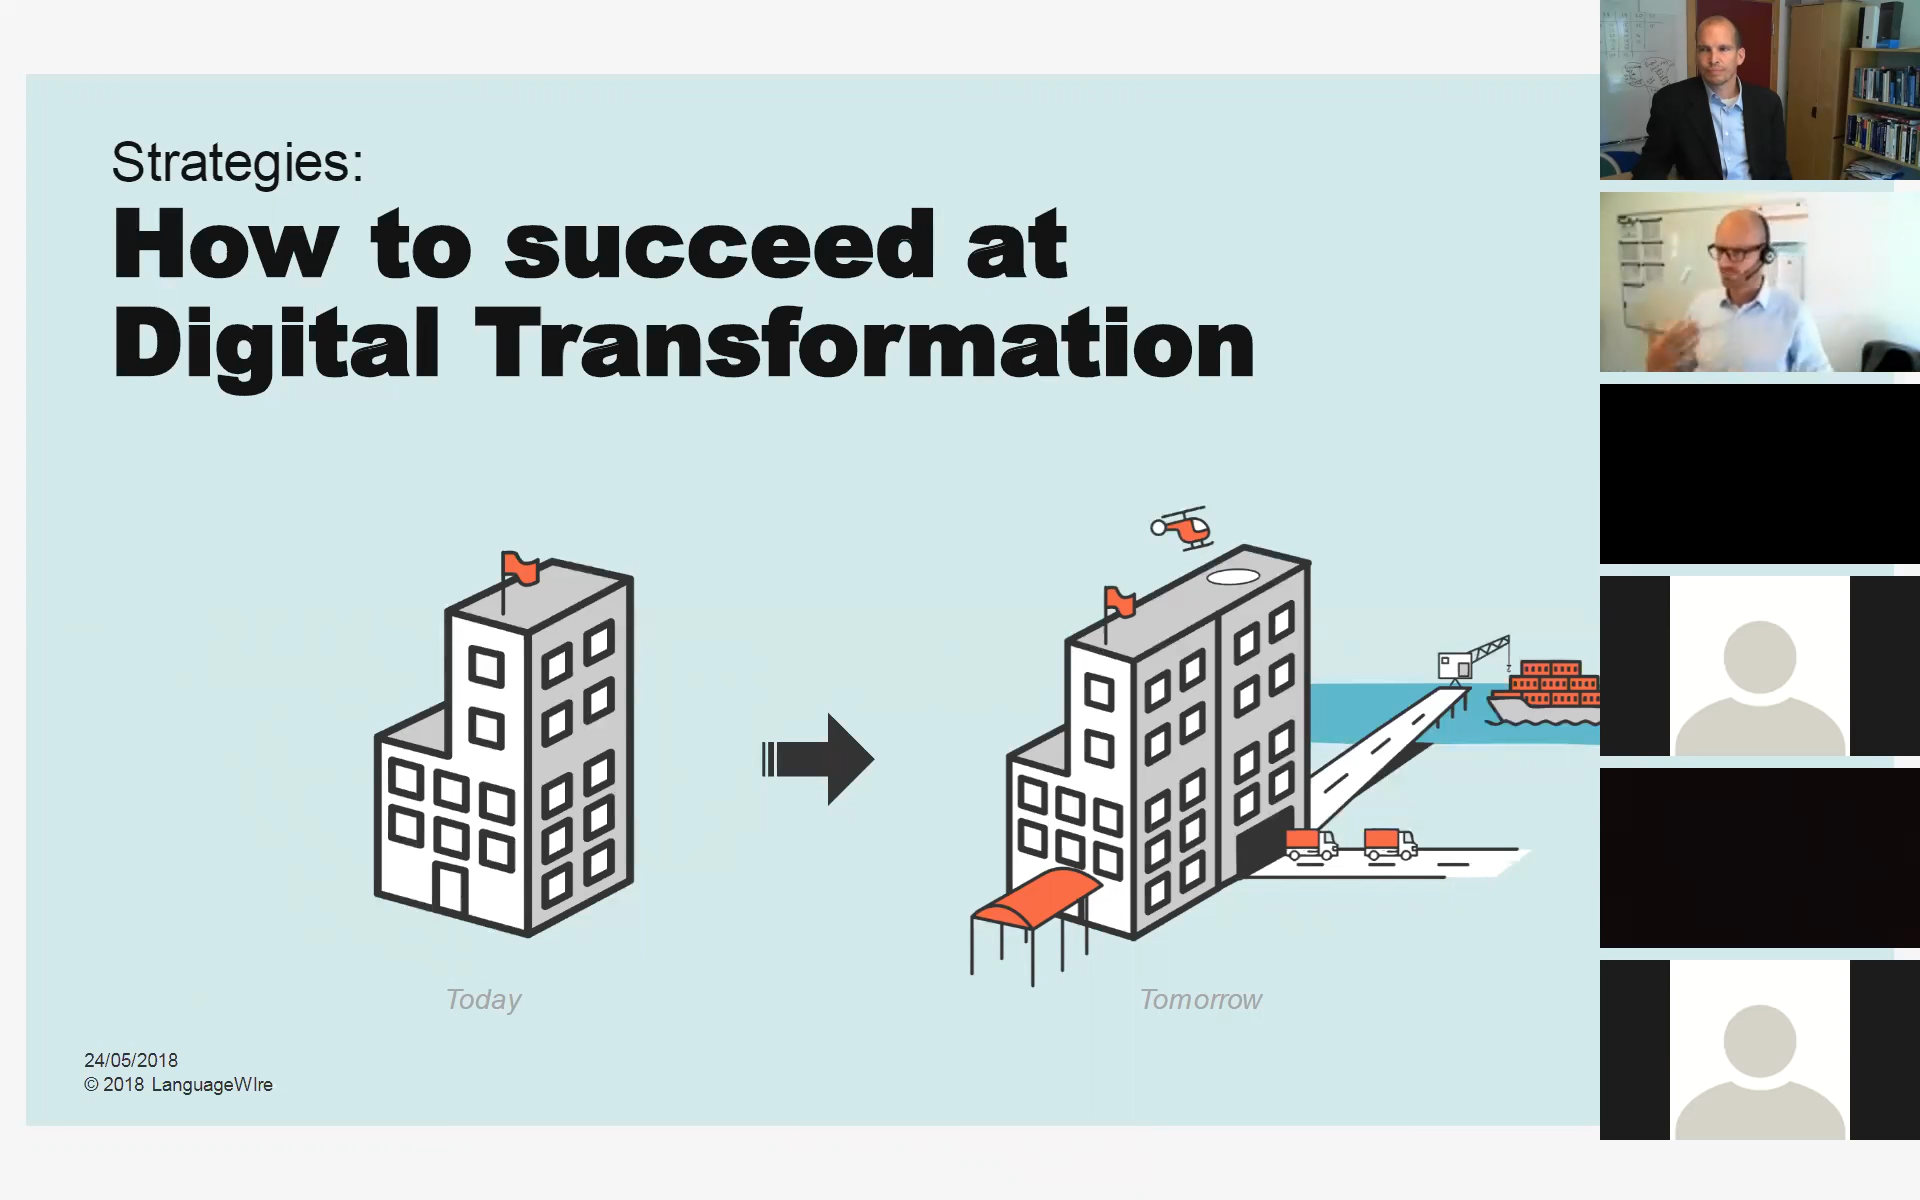 Strategies:
How to succeed at
Digital Transformation
Today
Tomorrow
24/05/2018
© 2018 LanguageWIre